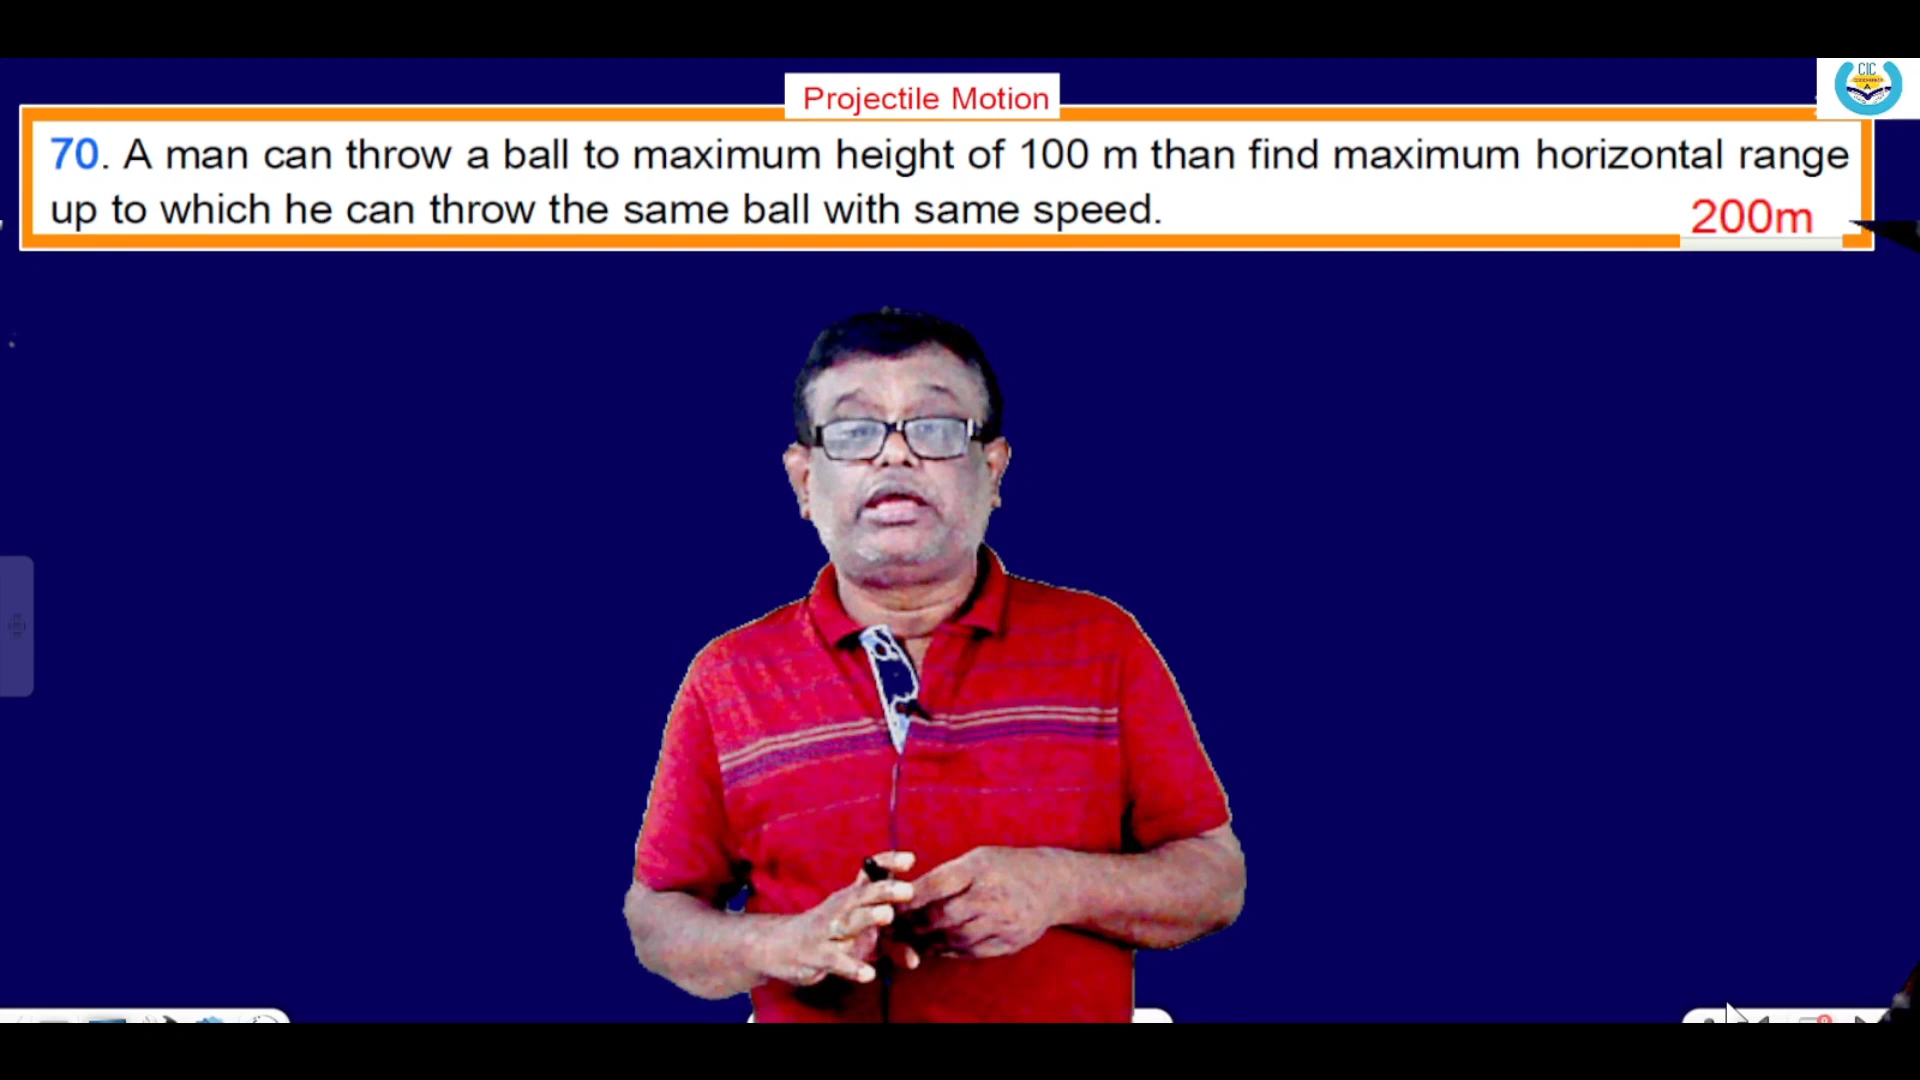 CIC
Projectile Motion
70. A man can throw a ball to maximum height of 100 m than find maximum horizontal range
up to which he can throw the same ball with same speed.
200m